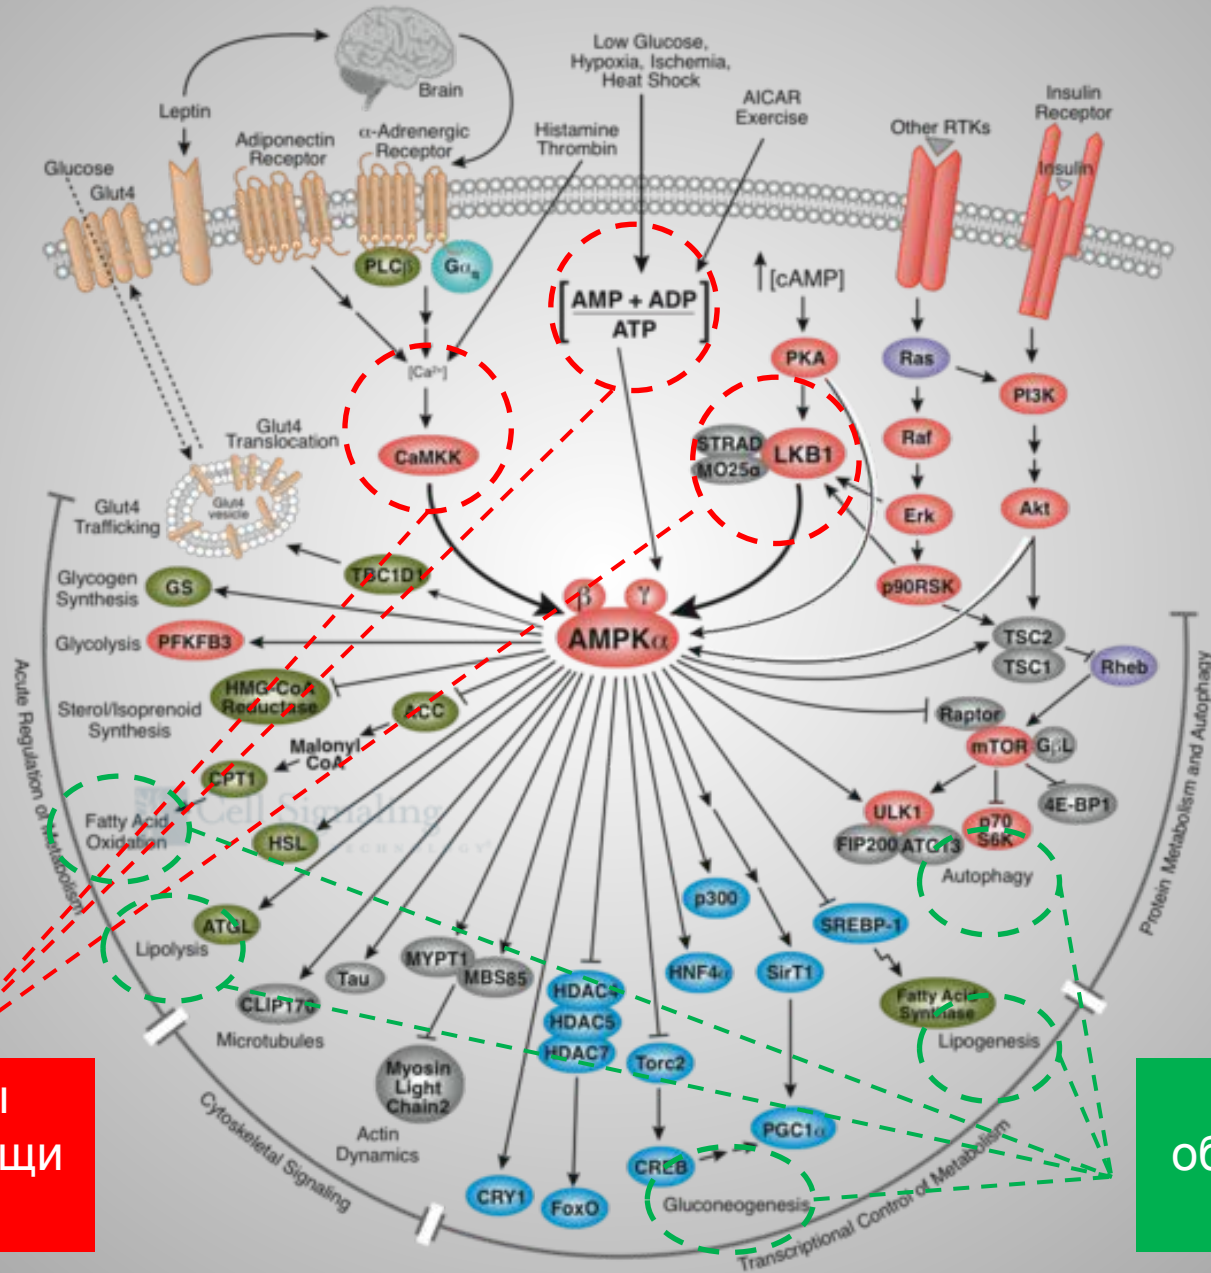 Low Glucose,
Hypoxia, Ischemia,
Heat Shock
Brain
Leptin
AICAR
Exercise
Insulin
Receptor
Adiponectin
Receptor
α-Adrenergic
Receptor
Histamine
Thrombin
Other RTKs
Glucose
Glut4
Insulin
PLCβ
Gαq
[cAMP]
AMP + ADP
ATP
[Ca²⁺]
PKA
Ras
PI3K
Glut4
Translocation
CaMKK
STRAD
LKB1
MO25α
Raf
Glut4
vesicle
Glut4
Trafficking
Erk
Akt
TBC1D1
Glycogen
Synthesis
GS
β
γ
p90RSK
Glycolysis
PFKFB3
AMPKα
TSC2
TSC1
Rheb
HMG-CoA
Reductase
ACC
Sterol/Isoprenoid
Synthesis
Raptor
mTOR
GβL
Malonyl
CoA
CPT1
Cell Signaling
TECHNOLOGY
Fatty Acid
Oxidation
HSL
ULK1
FIP200
ATG13
p70
S6K
4E-BP1
Autophagy
ATGL
Lipolysis
p300
SREBP-1
Tau
MYPT1
MBS85
HNF4α
SirT1
CLIP170
Microtubules
HDAC4
HDAC5
HDAC7
Fatty Acid
Synthase
Lipogenesis
Torc2
Myosin
Light
Chain2
Actin
Dynamics
PGC1α
CREB
Gluconeogenesis
CRY1
FoxO
Acute Regulation of Metabolism
Cytoskeletal Signaling
Transcriptional Control of Metabolism
Protein Metabolism and Autophagy
щи
об